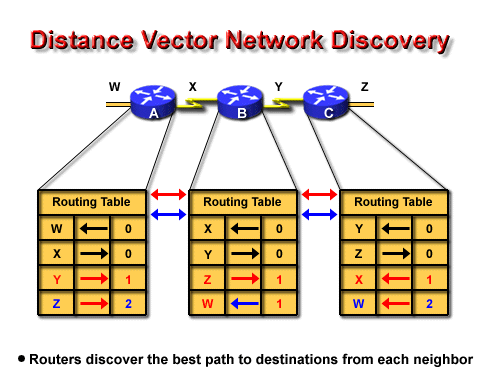 Distance Vector Network Discovery
W X Y Z
A B C
Routing Table Routing Table Routing Table
W 0 X 0 Y 0
X 0 Y 0 Z 0
Y 1 Z 1 X 1
Z 2 W 1 W 2
• Routers discover the best path to destinations from each neighbor